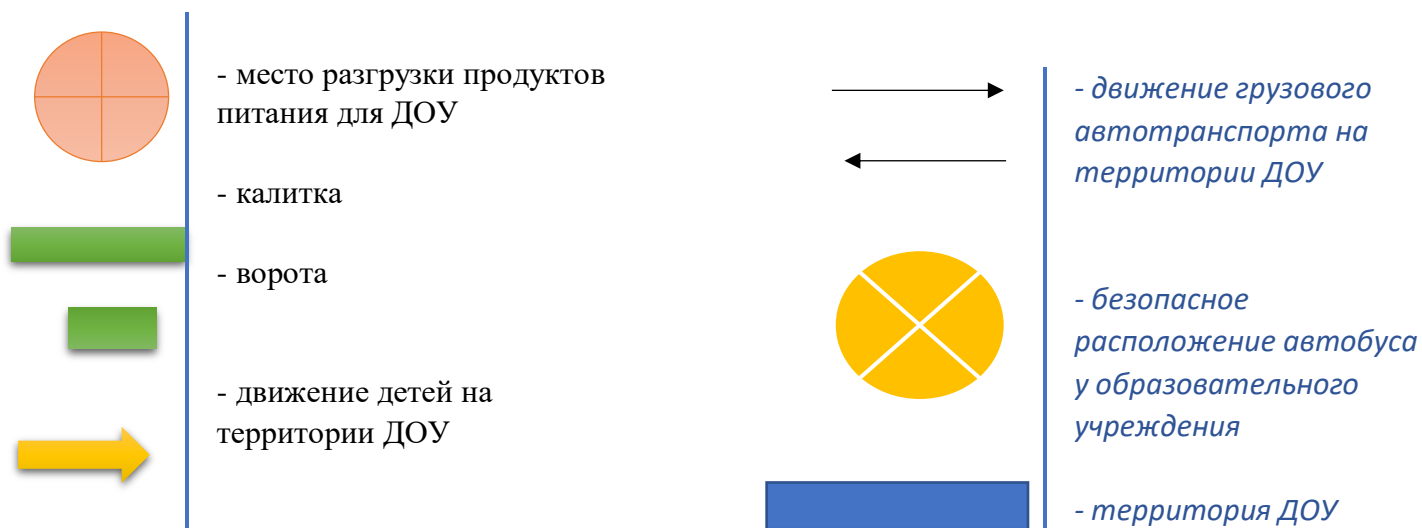 - место разгрузки продуктов
питания для ДОУ
- калитка
- ворота
- движение детей на
территории ДОУ
- движение грузового
автотранспорта на
территории ДОУ
- безопасное
расположение автобуса
у образовательного
учреждения
- территория ДОУ